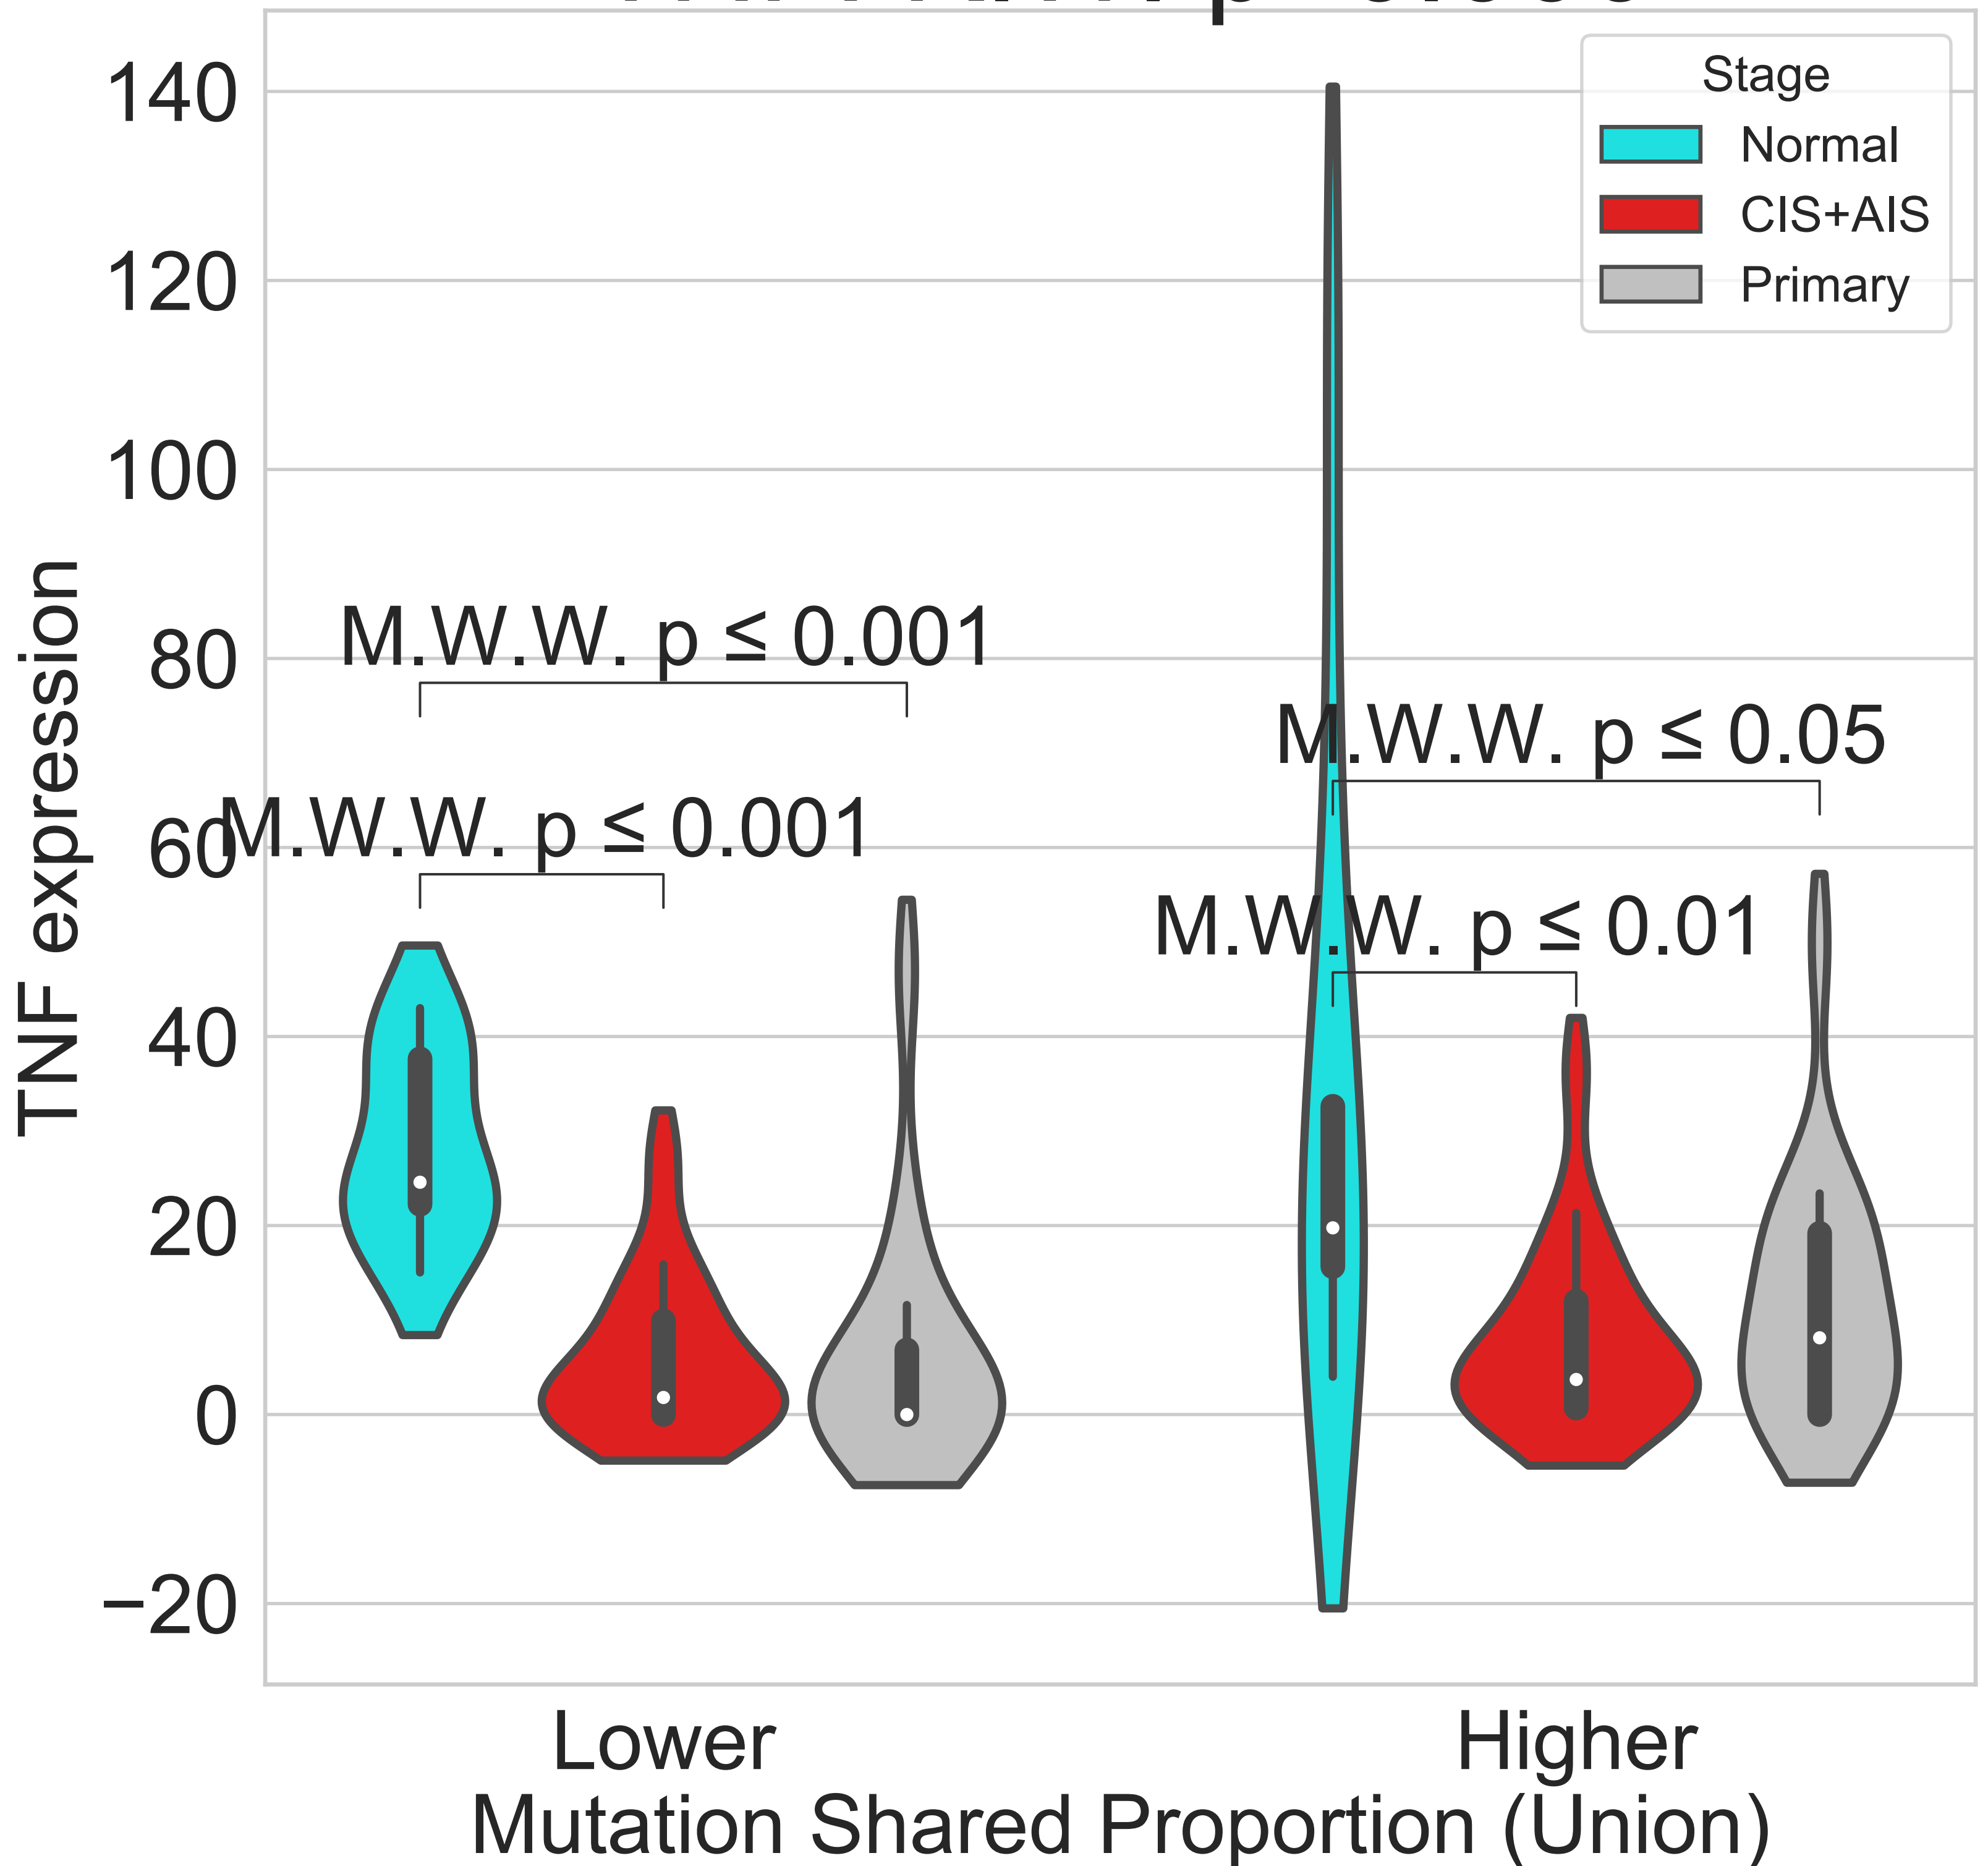 Stage
Normal
CIS+AIS
Primary
140
120
100
80
60
40
20
0
−20
TNF expression
M.W.W. p ≤ 0.001
M.W.W. p ≤ 0.05
M.W.W. p ≤ 0.001
M.W.W. p ≤ 0.01
Lower
Higher
Mutation Shared Proportion (Union)